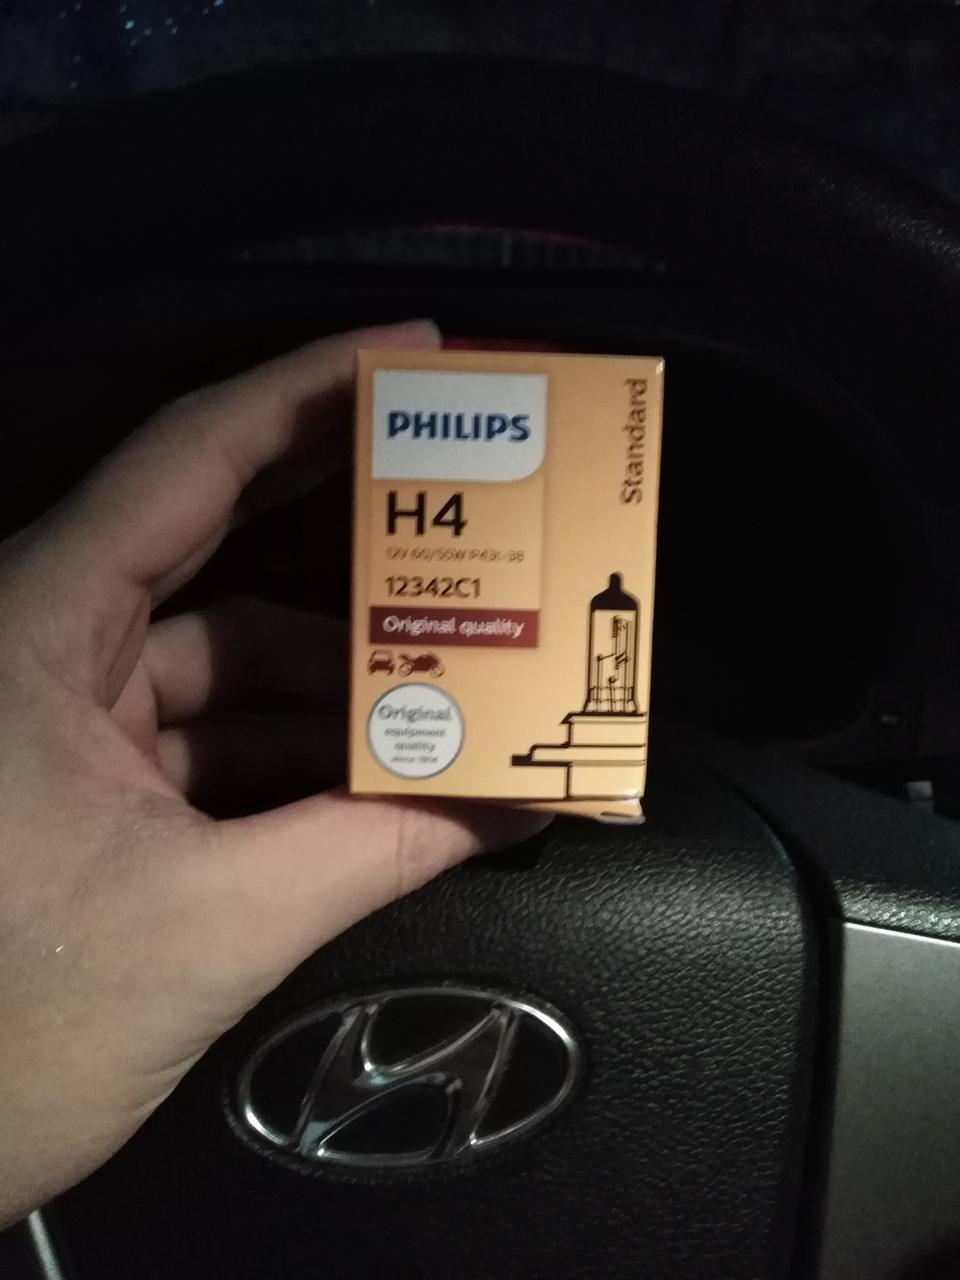 PHILIPS
H4
12V 60/55W P43t-38
12342C1
Original quality
Original
equipment
quality
Standard